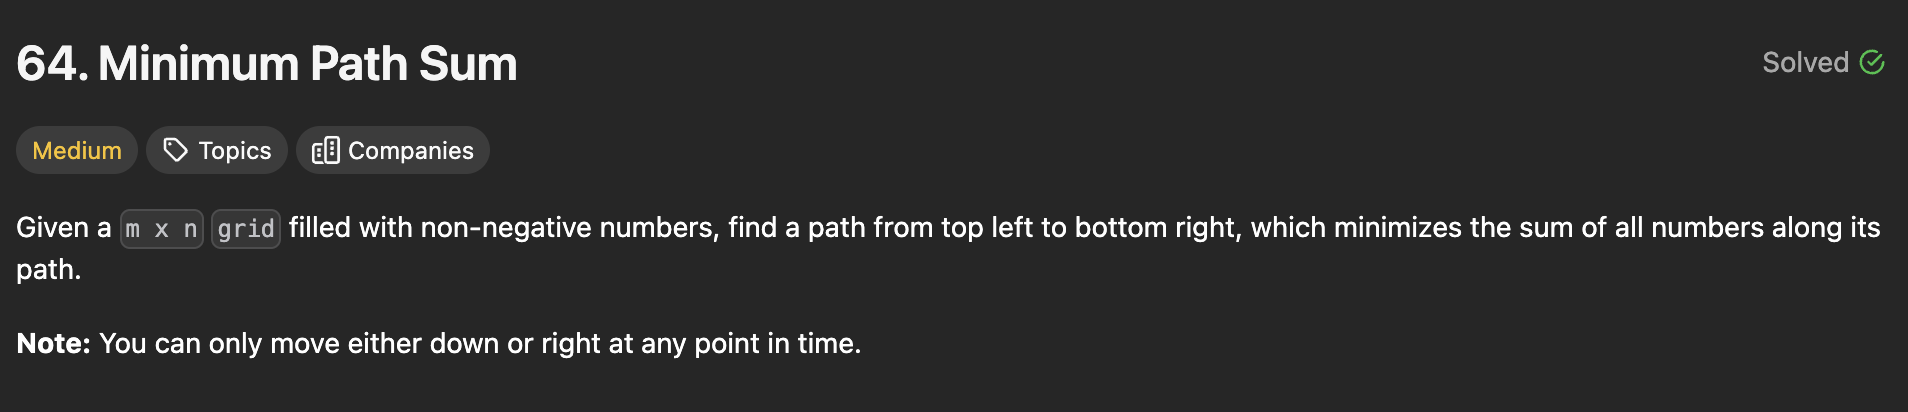 64. Minimum Path Sum
Solved
Medium Topics Companies
Given a m x n grid filled with non-negative numbers, find a path from top left to bottom right, which minimizes the sum of all numbers along its
path.
Note: You can only move either down or right at any point in time.